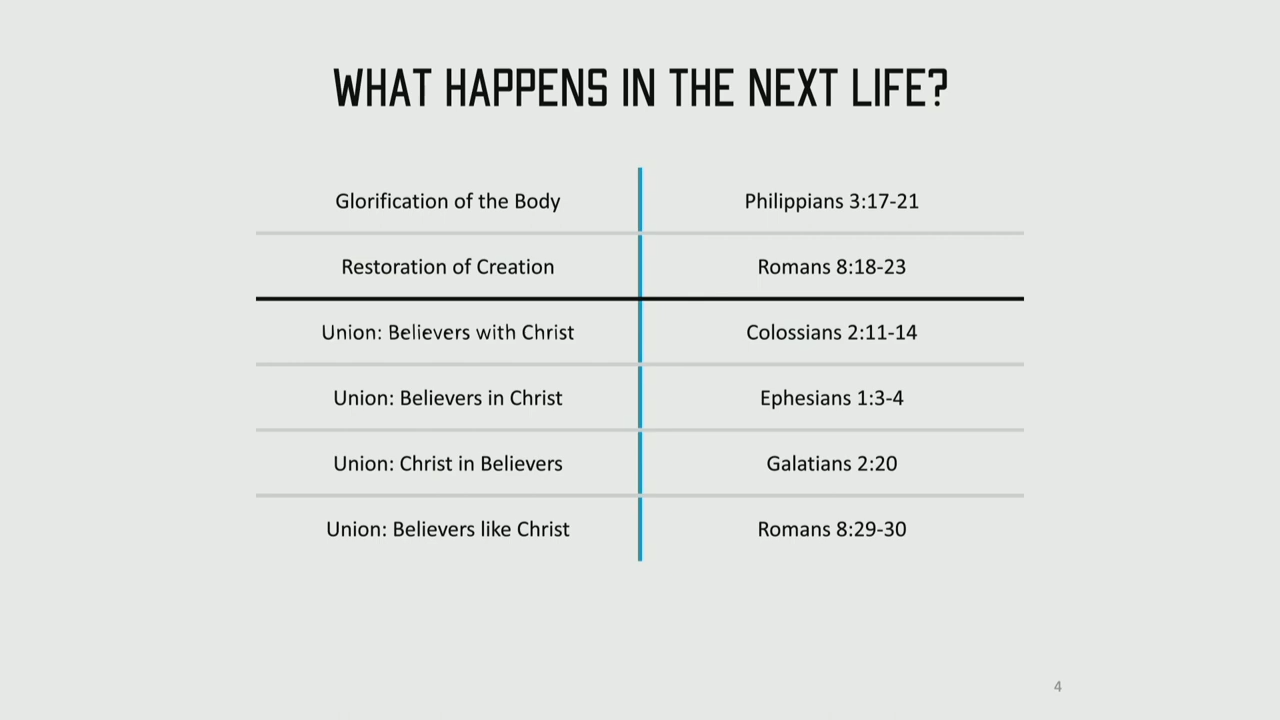 WHAT HAPPENS IN THE NEXT LIFE?
Glorification of the Body Philippians 3:17-21
Restoration of Creation Romans 8:18-23
Union: Believers with Christ Colossians 2:11-14
Union: Believers in Christ Ephesians 1:3-4
Union: Christ in Believers Galatians 2:20
Union: Believers like Christ Romans 8:29-30
4